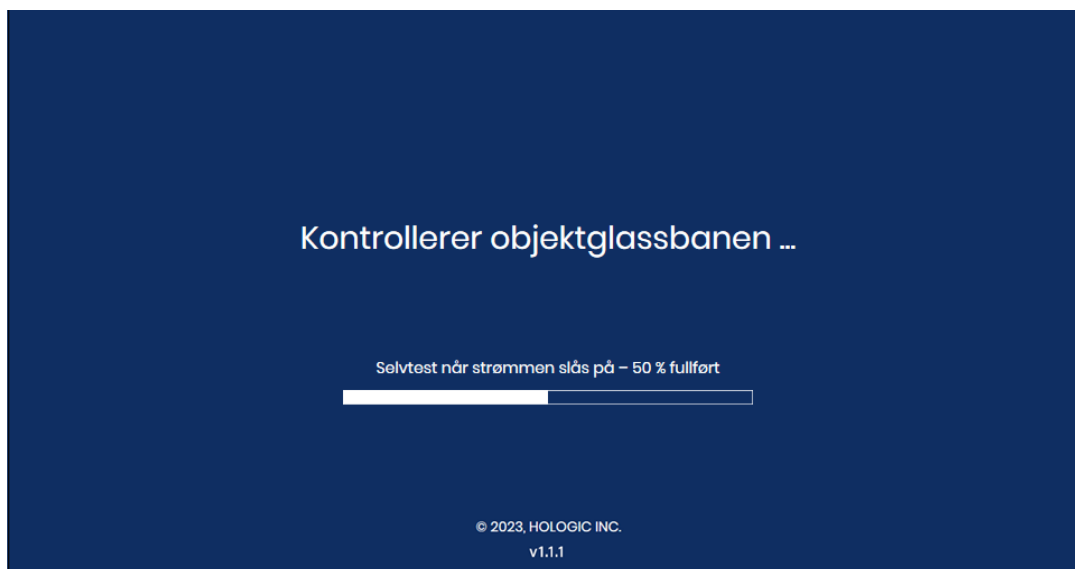 Kontrollerer objektglassbanen ...
Selvtest når strømmen slås på – 50 % fullført
© 2023, HOLOGIC INC.
v1.1.1